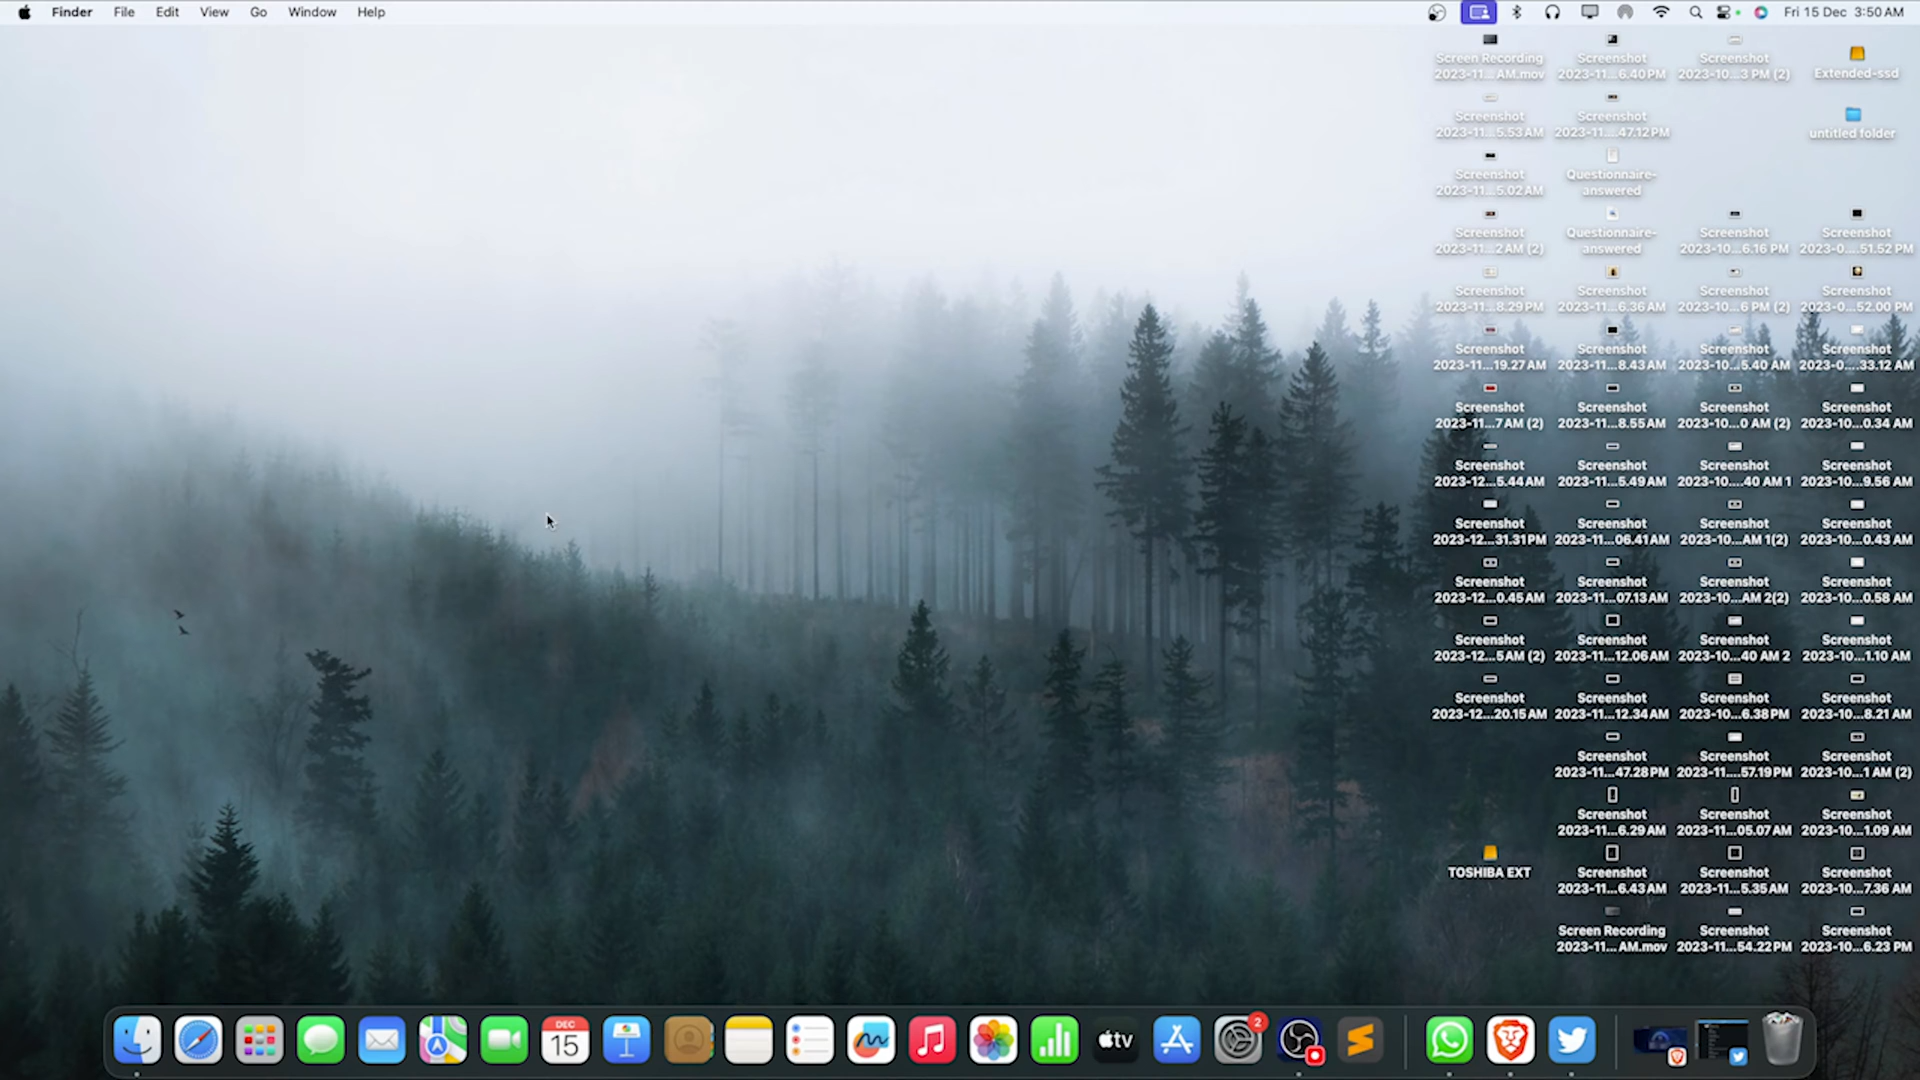 Finder File Edit View Go Window Help Fri 15 Dec 3:50 AM
Screen Recording
2023-11...AM.mov
Screenshot
2023-11...6.40 PM
Screenshot
2023-10...3 PM (2)
Extended-ssd
Screenshot
2023-11...5.53 AM
Screenshot
2023-11....47.12 PM
untitled folder
Screenshot
2023-11...5.02 AM
Questionnaire-
answered
Screenshot
2023-11...2 AM (2)
Questionnaire-
answered
Screenshot
2023-10...6.16 PM
Screenshot
2023-0....51.52 PM
Screenshot
2023-11...8.29 PM
Screenshot
2023-11...6.36 AM
Screenshot
2023-10...6 PM (2)
Screenshot
2023-0...52.00 PM
Screenshot
2023-11...19.27 AM
Screenshot
2023-11...8.43 AM
Screenshot
2023-10...5.40 AM
Screenshot
2023-0....33.12 AM
Screenshot
2023-11...7 AM (2)
Screenshot
2023-11...8.55 AM
Screenshot
2023-10...0 AM (2)
Screenshot
2023-10...0.34 AM
Screenshot
2023-12...5.44 AM
Screenshot
2023-11...5.49 AM
Screenshot
2023-10....40 AM 1
Screenshot
2023-10...9.56 AM
Screenshot
2023-12...31.31 PM
Screenshot
2023-11...06.41 AM
Screenshot
2023-10...AM 1(2)
Screenshot
2023-10...0.43 AM
Screenshot
2023-12...0.45 AM
Screenshot
2023-11...07.13 AM
Screenshot
2023-10...AM 2(2)
Screenshot
2023-10...0.58 AM
Screenshot
2023-12...5 AM (2)
Screenshot
2023-11...12.06 AM
Screenshot
2023-10...40 AM 2
Screenshot
2023-10...1.10 AM
Screenshot
2023-12...20.15 AM
Screenshot
2023-11...12.34 AM
Screenshot
2023-10...6.38 PM
Screenshot
2023-10...8.21 AM
Screenshot
2023-11...47.28 PM
Screenshot
2023-11....57.19 PM
Screenshot
2023-10...1 AM (2)
Screenshot
2023-11...6.29 AM
Screenshot
2023-11...05.07 AM
Screenshot
2023-10...1.09 AM
TOSHIBA EXT
Screenshot
2023-11...6.43 AM
Screenshot
2023-11...5.35 AM
Screenshot
2023-10...7.36 AM
Screen Recording
2023-11...AM.mov
Screenshot
2023-11...54.22 PM
Screenshot
2023-10...6.23 PM
DEC
15
tv
2